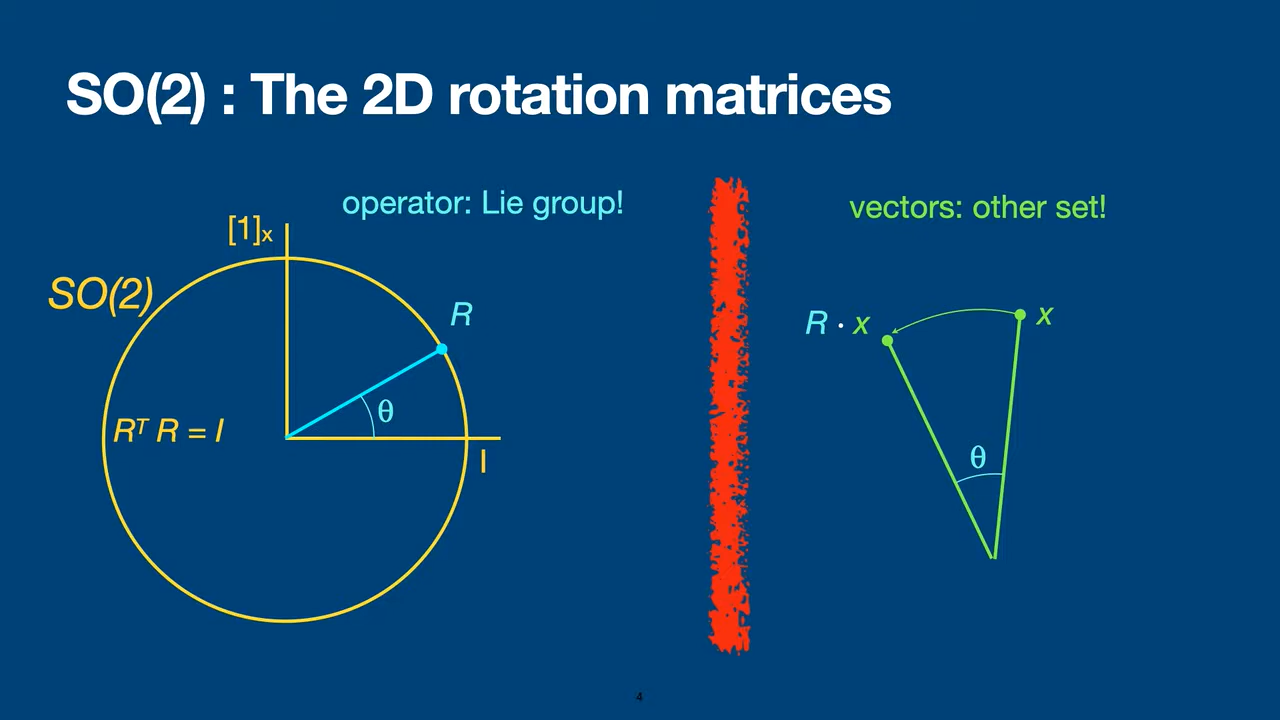 SO(2) : The 2D rotation matrices
operator: Lie group!
[1]ₓ
SO(2)
R
θ
Rᵀ R = I
I
vectors: other set!
R · x
x
θ
4